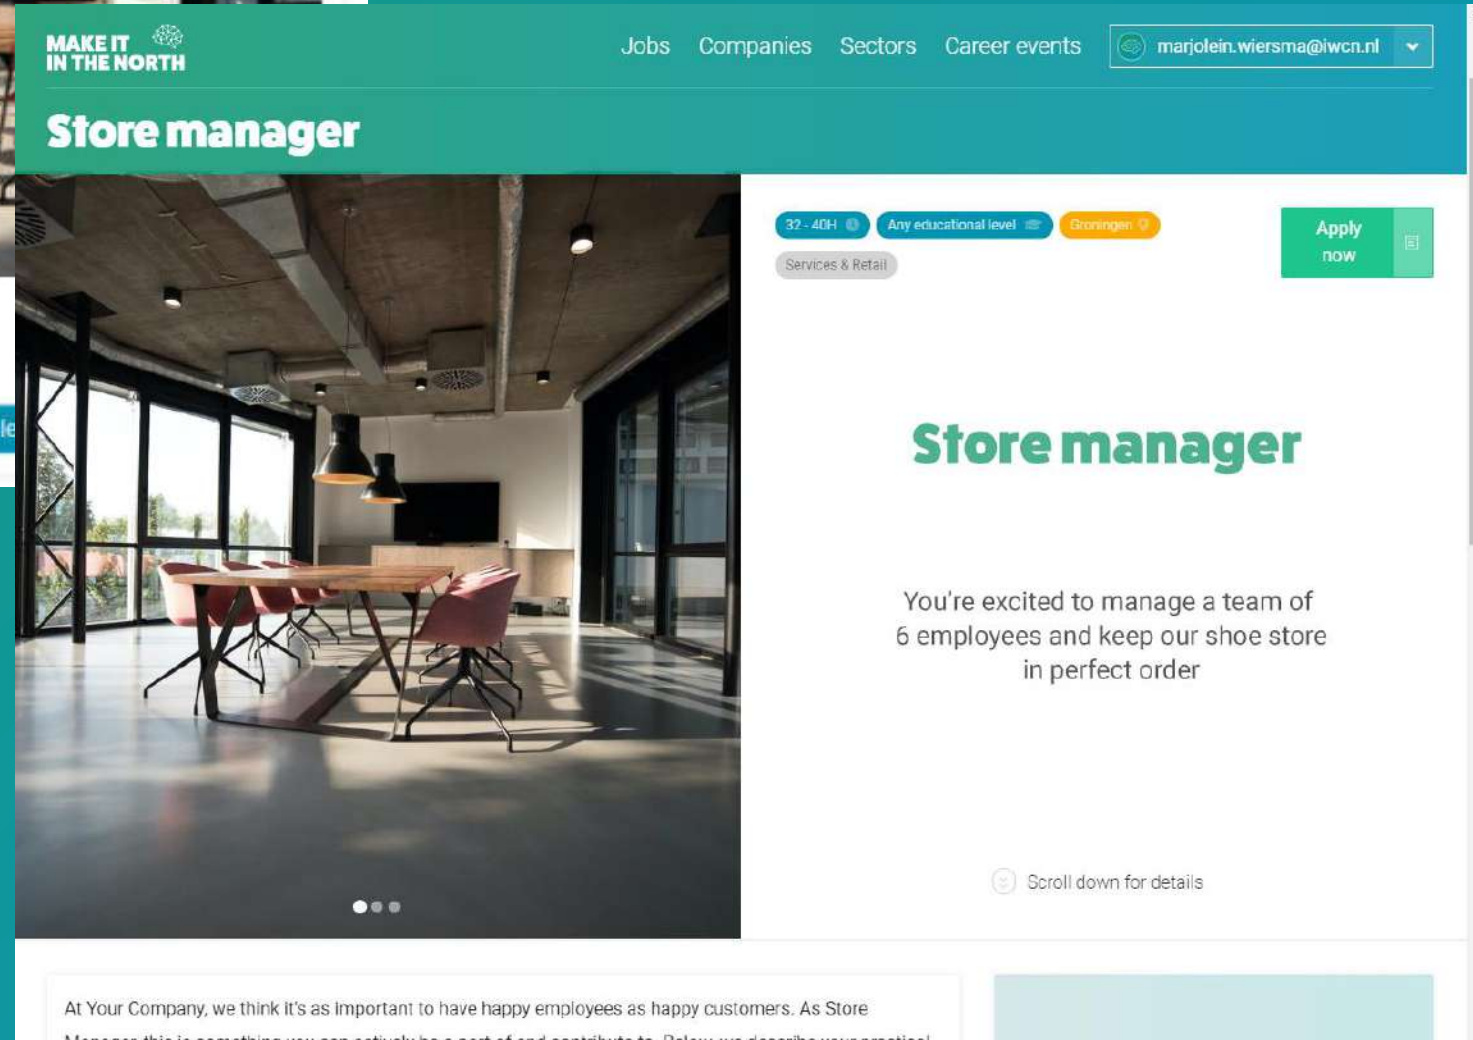 MAKE IT
IN THE NORTH
Jobs Companies Sectors Career events marjolein.wiersma@iwcn.nl
Store manager
32 - 40H Any educational level Groningen
Services & Retail
Apply
now
Store manager
You're excited to manage a team of
6 employees and keep our shoe store
in perfect order
Scroll down for details
At Your Company, we think it's as important to have happy employees as happy customers. As Store